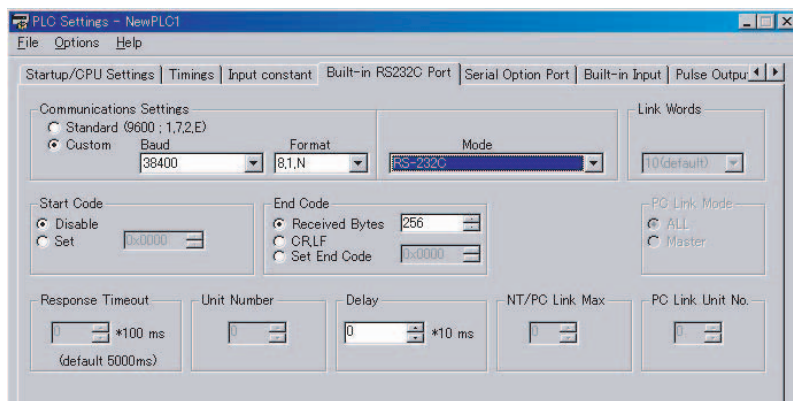 PLC Settings - NewPLC1
File Options Help
Startup/CPU Settings Timings Input constant Built-in RS232C Port Serial Option Port Built-in Input Pulse Outpu
Communications Settings
Link Words
Standard (9600 ; 1,7,2,E)
Custom Baud Format Mode
38400 8,1,N RS-232C 10(default)
Start Code End Code PC Link Mode
Disable Received Bytes 256 ALL
Set 0x0000 CR,LF Master
Set End Code 0x0000
Response Timeout Unit Number Delay NT/PC Link Max PC Link Unit No.
0 *100 ms 0 0 *10 ms 0 0
(default 5000ms)